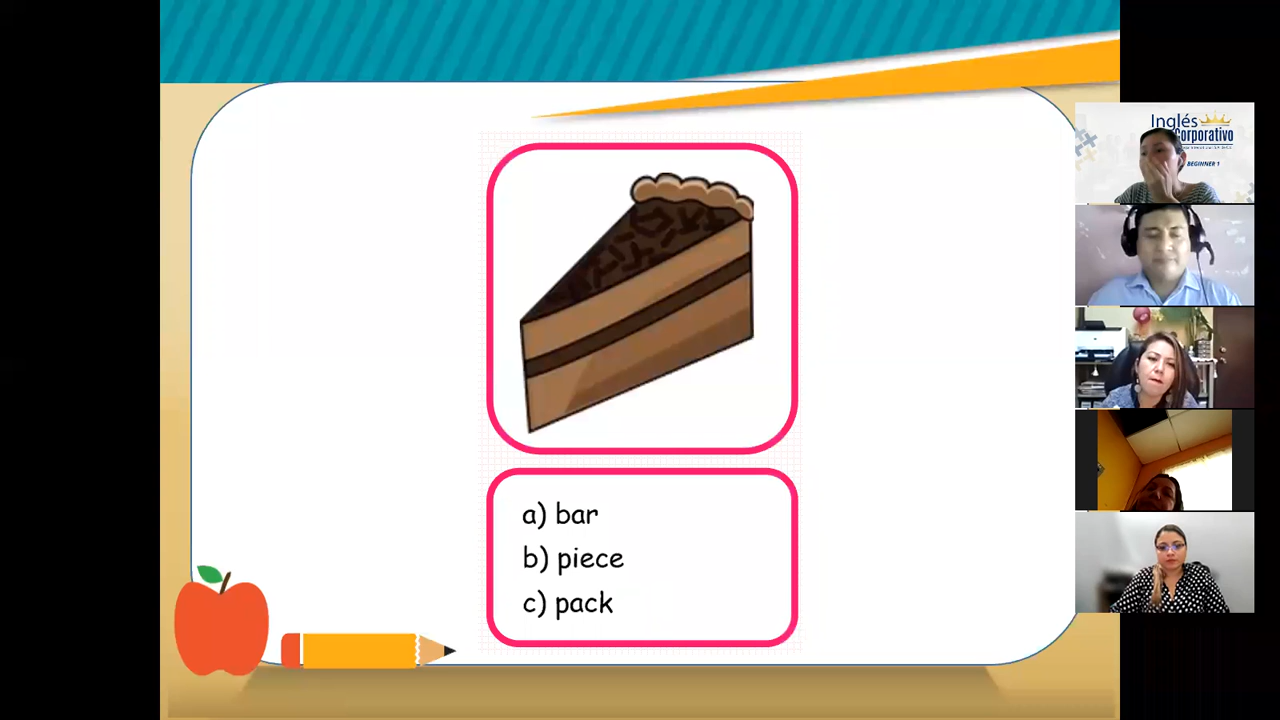 a) bar
b) piece
c) pack
Inglés
Corporativo
BEGINNER 1